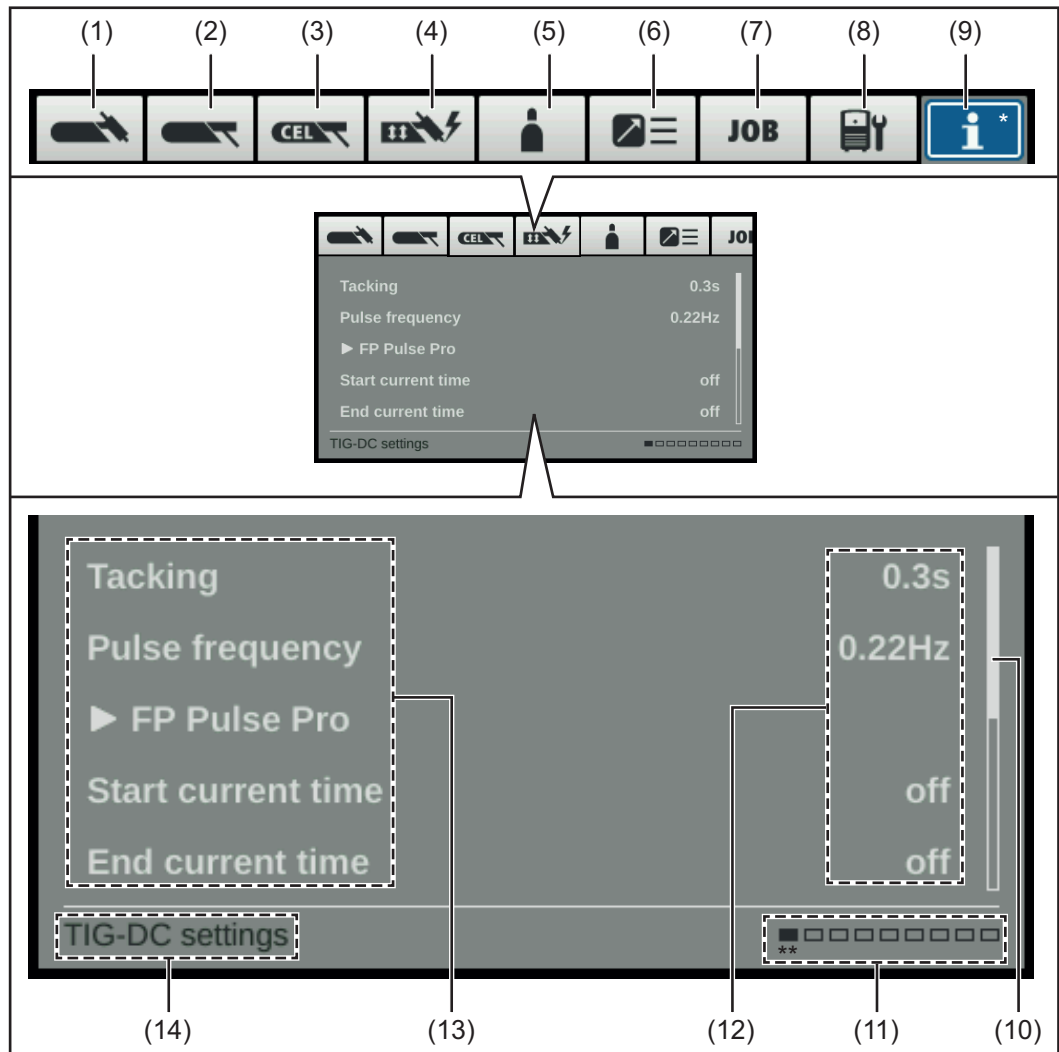 (1) (2) (3) (4) (5) (6) (7) (8) (9)
CEL JOB i *
CEL JO
Tacking 0.3s
Pulse frequency 0.22Hz
▶ FP Pulse Pro
Start current time off
End current time off
TIG-DC settings
Tacking 0.3s
Pulse frequency 0.22Hz
▶ FP Pulse Pro
Start current time off
End current time off
TIG-DC settings
**
(14) (13) (12) (11) (10)